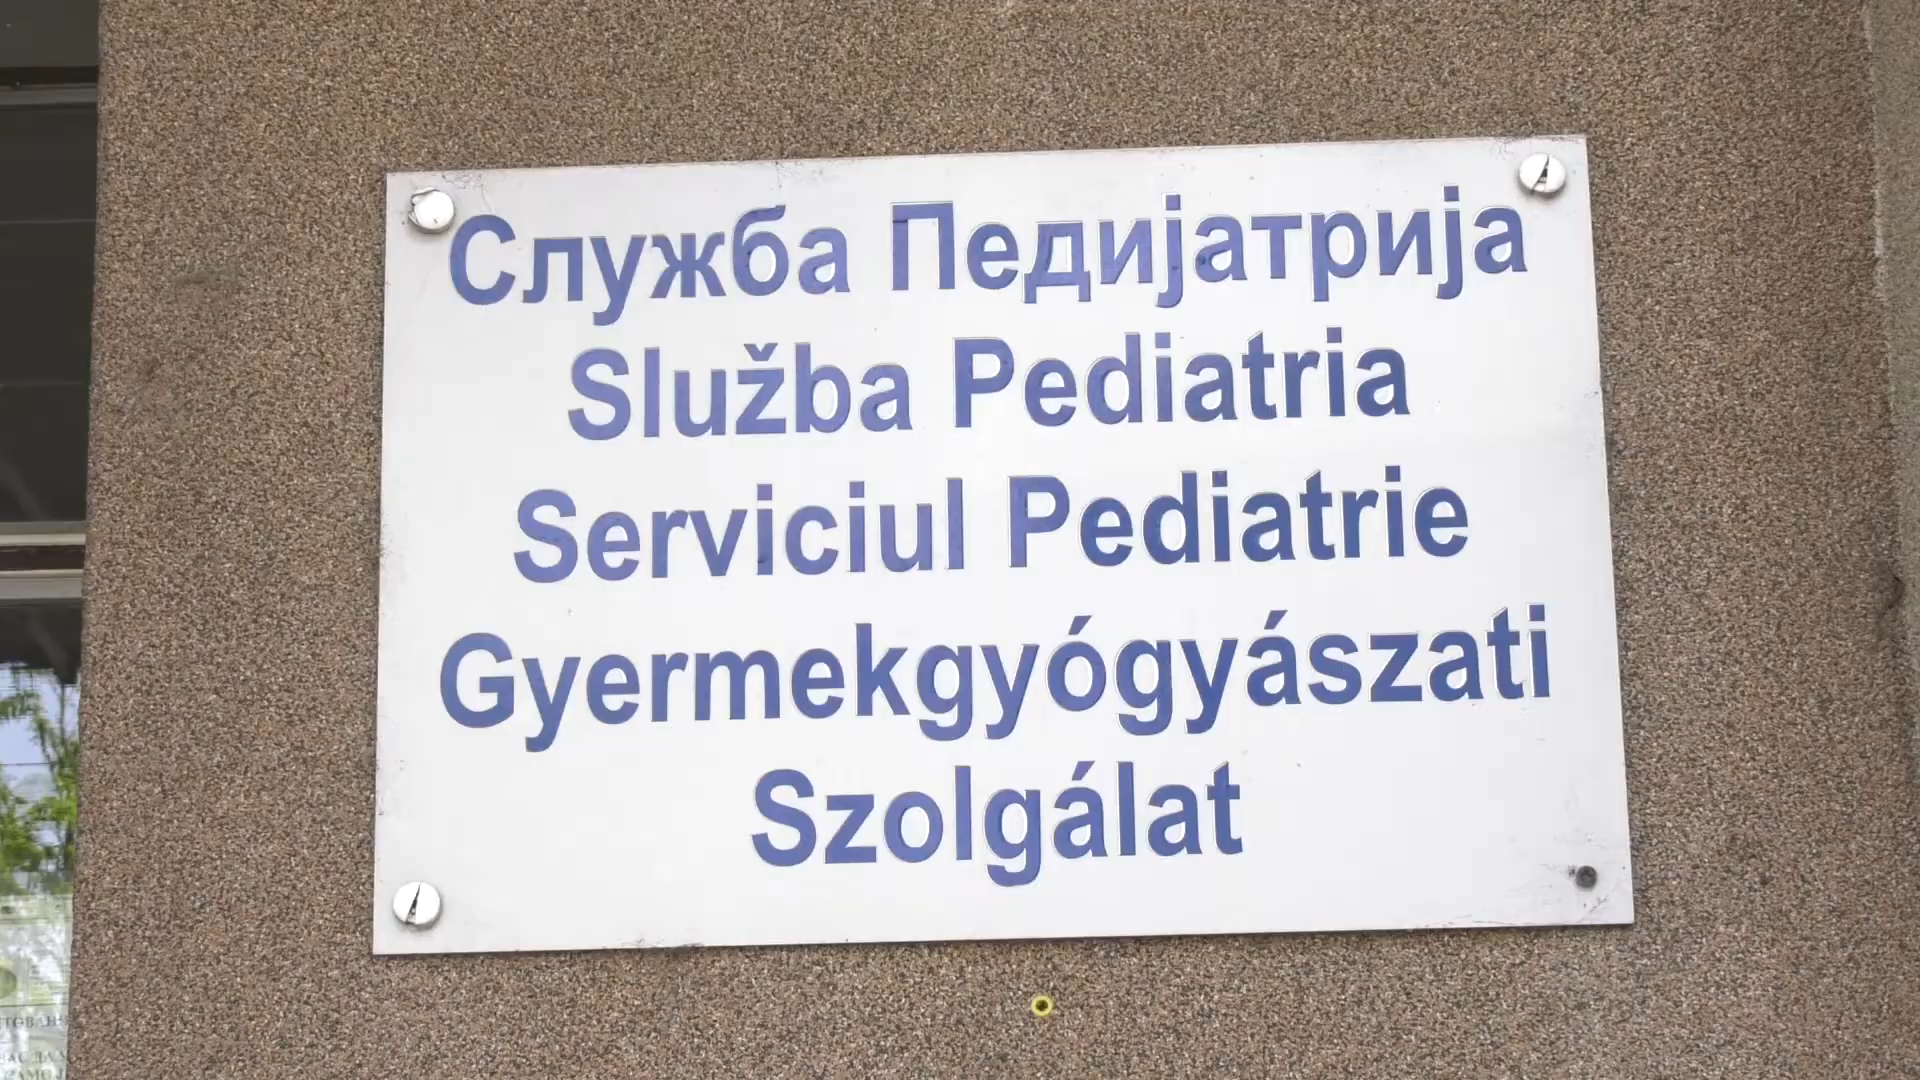 Служба Педијатрија
Služba Pediatria
Serviciul Pediatrie
Gyermekgyógyászati
Szolgálat